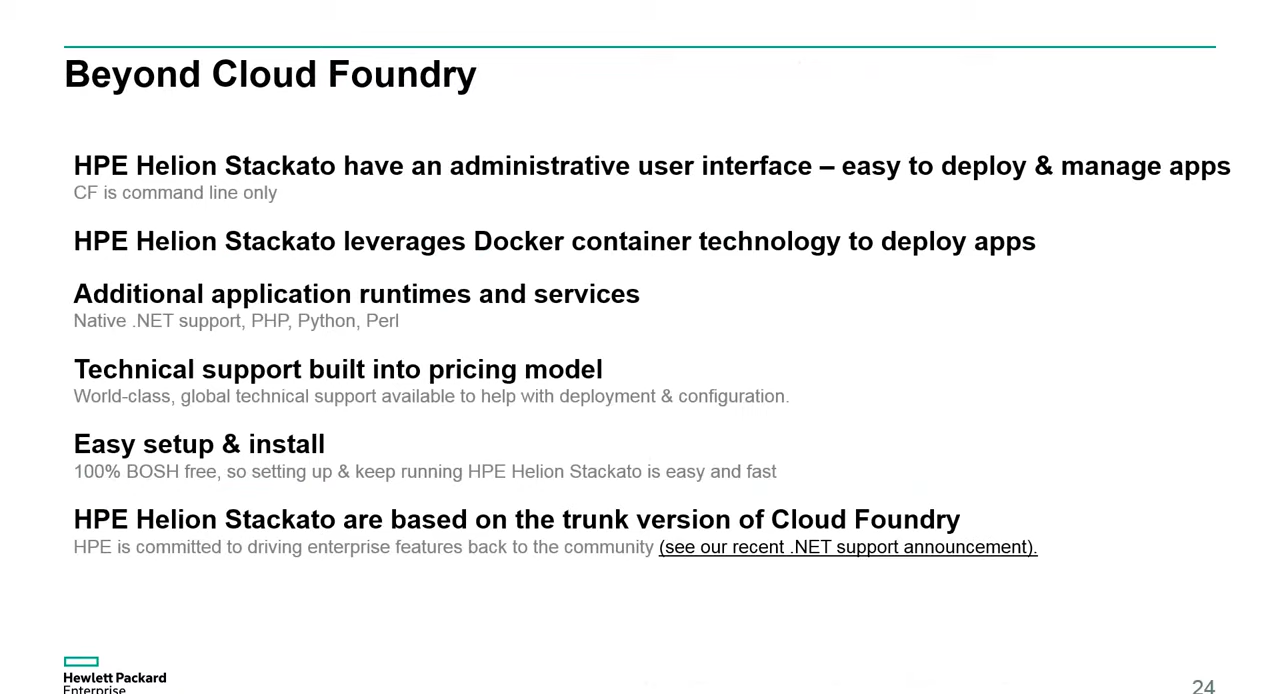 Beyond Cloud Foundry
HPE Helion Stackato have an administrative user interface – easy to deploy & manage apps
CF is command line only
HPE Helion Stackato leverages Docker container technology to deploy apps
Additional application runtimes and services
Native .NET support, PHP, Python, Perl
Technical support built into pricing model
World-class, global technical support available to help with deployment & configuration.
Easy setup & install
100% BOSH free, so setting up & keep running HPE Helion Stackato is easy and fast
HPE Helion Stackato are based on the trunk version of Cloud Foundry
HPE is committed to driving enterprise features back to the community (see our recent .NET support announcement).
Hewlett Packard
Enterprise
24